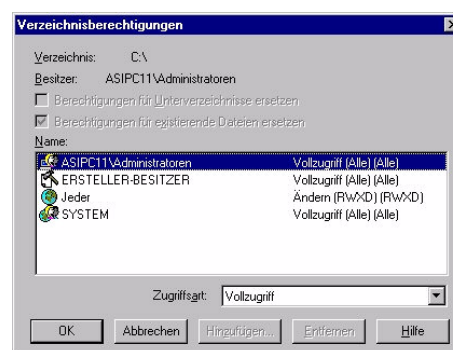 Verzeichnisberechtigungen
Verzeichnis: C:\
Besitzer: ASIPC11\Administratoren
Berechtigungen für Unterverzeichnisse ersetzen
Berechtigungen für existierende Dateien ersetzen
Name:
ASIPC11\Administratoren Vollzugriff (Alle) (Alle)
ERSTELLER-BESITZER Vollzugriff (Alle) (Alle)
Jeder Ändern (RWXD) (RWXD)
SYSTEM Vollzugriff (Alle) (Alle)
Zugriffsart: Vollzugriff
OK Abbrechen Hinzufügen... Entfernen Hilfe